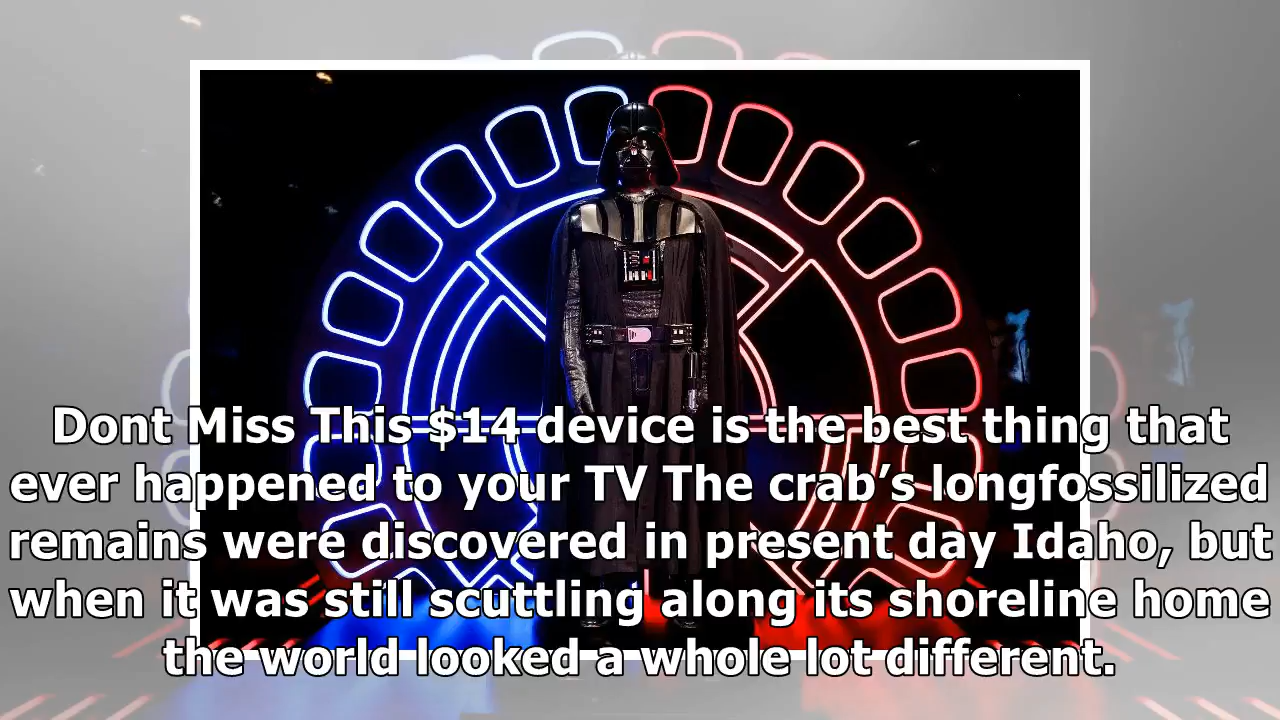 Dont Miss This $14 device is the best thing that
ever happened to your TV The crab’s longfossilized
remains were discovered in present day Idaho, but
when it was still scuttling along its shoreline home
the world looked a whole lot different.